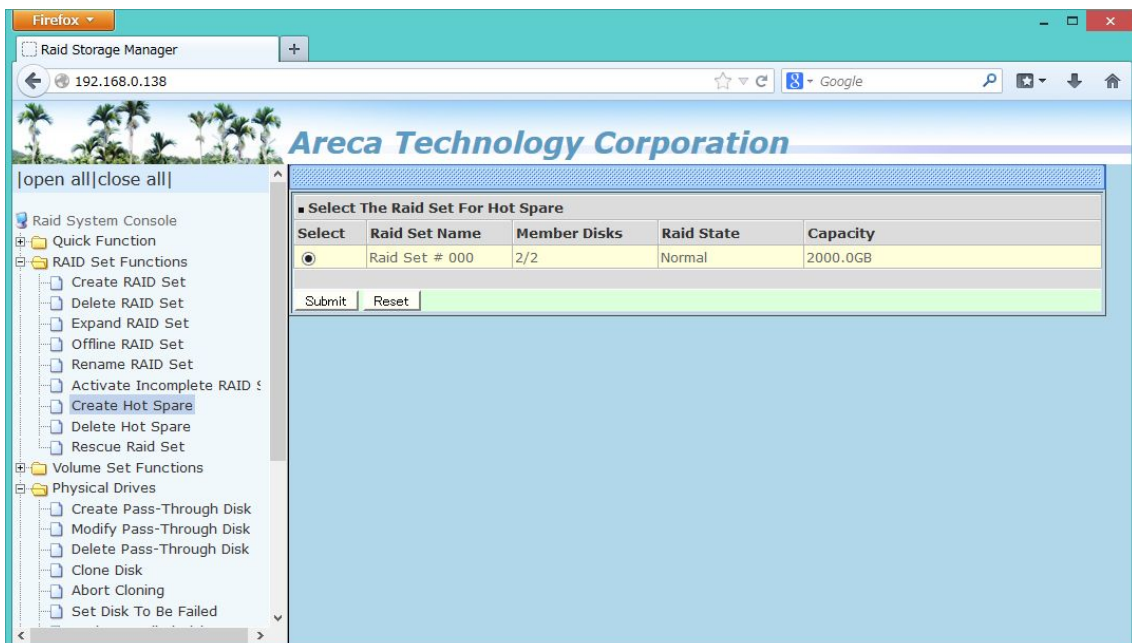 Firefox
Raid Storage Manager
192.168.0.138
Google
Areca Technology Corporation
|open all|close all|
Raid System Console
Quick Function
RAID Set Functions
Create RAID Set
Delete RAID Set
Expand RAID Set
Offline RAID Set
Rename RAID Set
Activate Incomplete RAID S
Create Hot Spare
Delete Hot Spare
Rescue Raid Set
Volume Set Functions
Physical Drives
Create Pass-Through Disk
Modify Pass-Through Disk
Delete Pass-Through Disk
Clone Disk
Abort Cloning
Set Disk To Be Failed
Select The Raid Set For Hot Spare
Select Raid Set Name Member Disks Raid State Capacity
Raid Set # 000 2/2 Normal 2000.0GB
Submit Reset